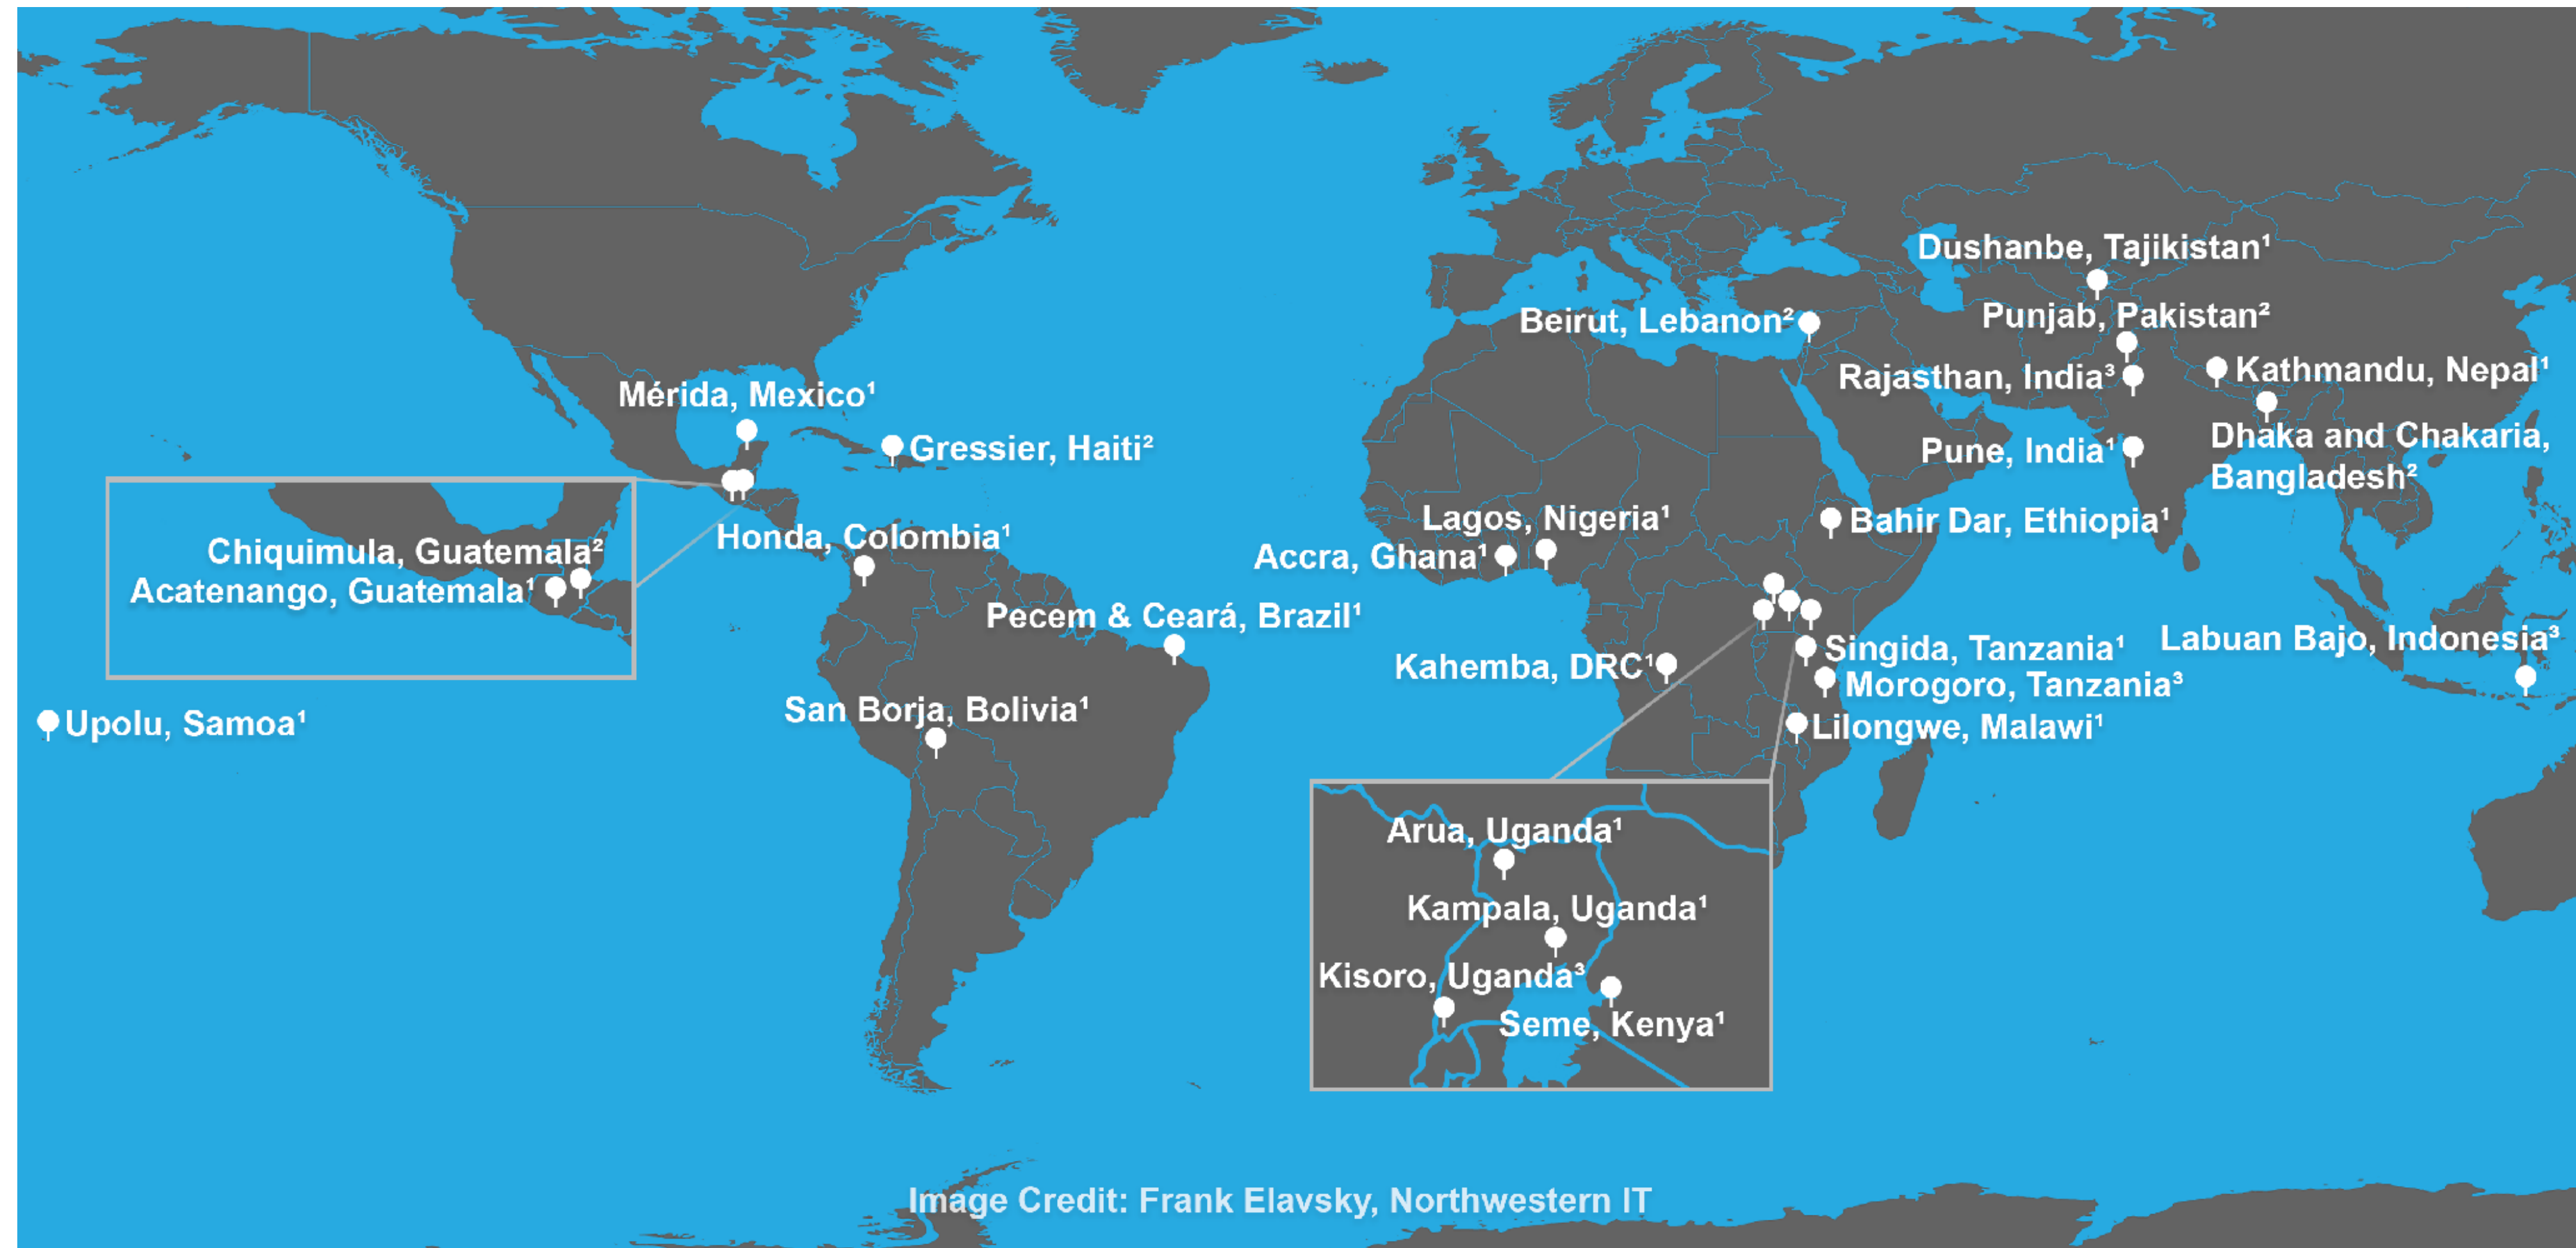 Dushanbe, Tajikistan¹
Punjab, Pakistan²
Beirut, Lebanon²
Rajasthan, India³
Kathmandu, Nepal¹
Mérida, Mexico¹
Gressier, Haiti²
Pune, India¹
Dhaka and Chakaria,
Bangladesh²
Chiquimula, Guatemala²
Acatenango, Guatemala¹
Honda, Colombia¹
Lagos, Nigeria¹
Accra, Ghana¹
Bahir Dar, Ethiopia¹
Pecem & Ceará, Brazil¹
Kahemba, DRC¹
Singida, Tanzania¹
Morogoro, Tanzania³
Labuan Bajo, Indonesia³
Upolu, Samoa¹
San Borja, Bolivia¹
Lilongwe, Malawi¹
Arua, Uganda¹
Kampala, Uganda¹
Kisoro, Uganda³
Seme, Kenya¹
Image Credit: Frank Elavsky, Northwestern IT